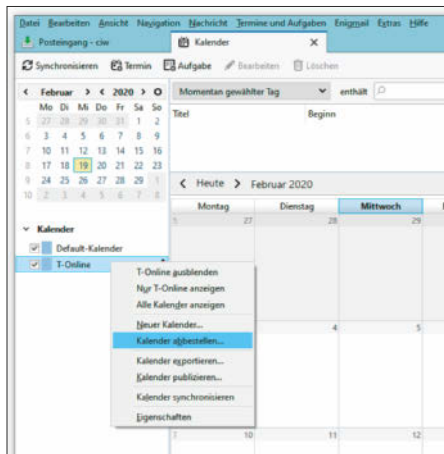 Datei Bearbeiten Ansicht Navigation Nachricht Termine und Aufgaben Enigmail Extras Hilfe
Posteingang - ciw
Kalender
Synchronisieren Termin Aufgabe Bearbeiten Löschen
Februar 2020
Momentan gewählter Tag enthält
Mo Di Mi Do Fr Sa So
Titel Beginn
5 27 28 29 30 31 1 2
6 3 4 5 6 7 8 9
7 10 11 12 13 14 15 16
8 17 18 19 20 21 22 23
9 24 25 26 27 28 29 1
10 2 3 4 5 6 7 8
Heute Februar 2020
Montag Dienstag Mittwoch
5 27 28 29
Kalender
Default-Kalender
T-Online
T-Online ausblenden
Nur T-Online anzeigen
Alle Kalender anzeigen
Neuer Kalender...
Kalender abbestellen...
Kalender exportieren...
Kalender publizieren...
Kalender synchronisieren
Eigenschaften
4 5
7 10 11 12